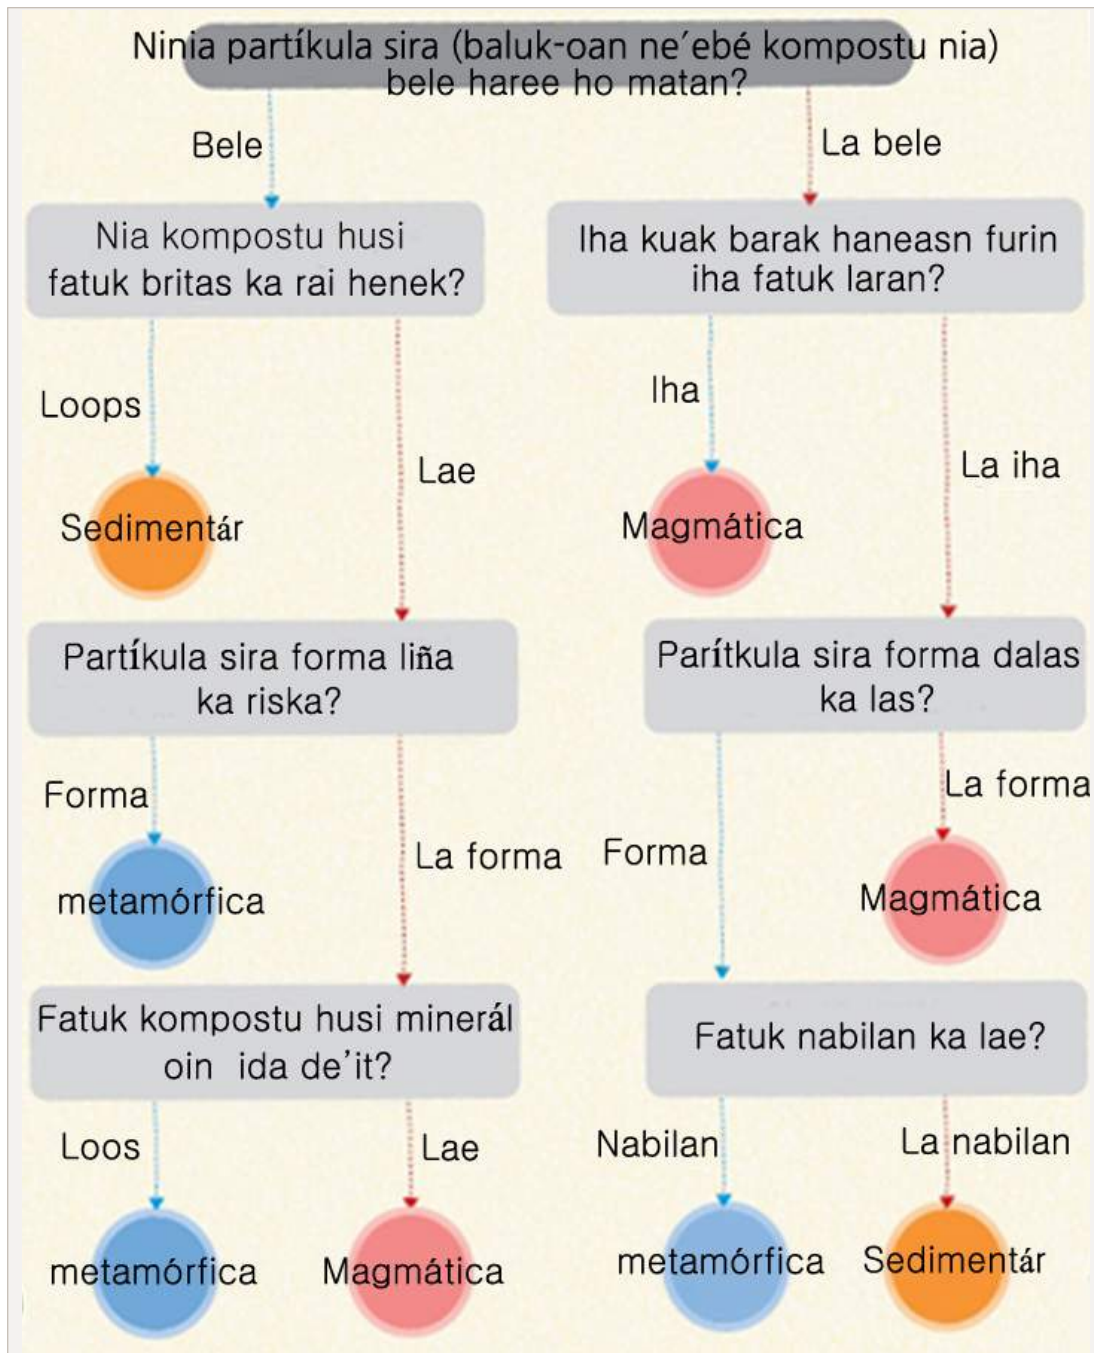 Ninia partíkula sira (baluk-oan ne'ebé kompostu nia)
bele haree ho matan?
Bele
La bele
Nia kompostu husi
fatuk britas ka rai henek?
Iha kuak barak haneasn furin
iha fatuk laran?
Loops
Lae
Iha
La iha
Sedimentár
Magmática
Partíkula sira forma liña
ka riska?
Parítkula sira forma dalas
ka las?
Forma
La forma
Forma
La forma
metamórfica
Magmática
Fatuk kompostu husi minerál
oin ida de'it?
Fatuk nabilan ka lae?
Loos
Lae
Nabilan
La nabilan
metamórfica
Magmática
metamórfica
Sedimentár